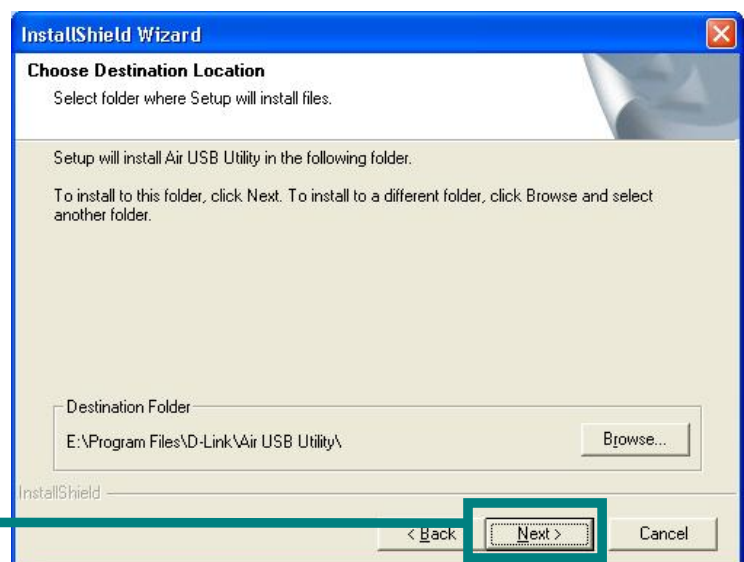 InstallShield Wizard
Choose Destination Location
Select folder where Setup will install files.
Setup will install Air USB Utility in the following folder.
To install to this folder, click Next. To install to a different folder, click Browse and select
another folder.
Destination Folder
E:\Program Files\D-Link\Air USB Utility\
Browse...
InstallShield
< Back
Next >
Cancel